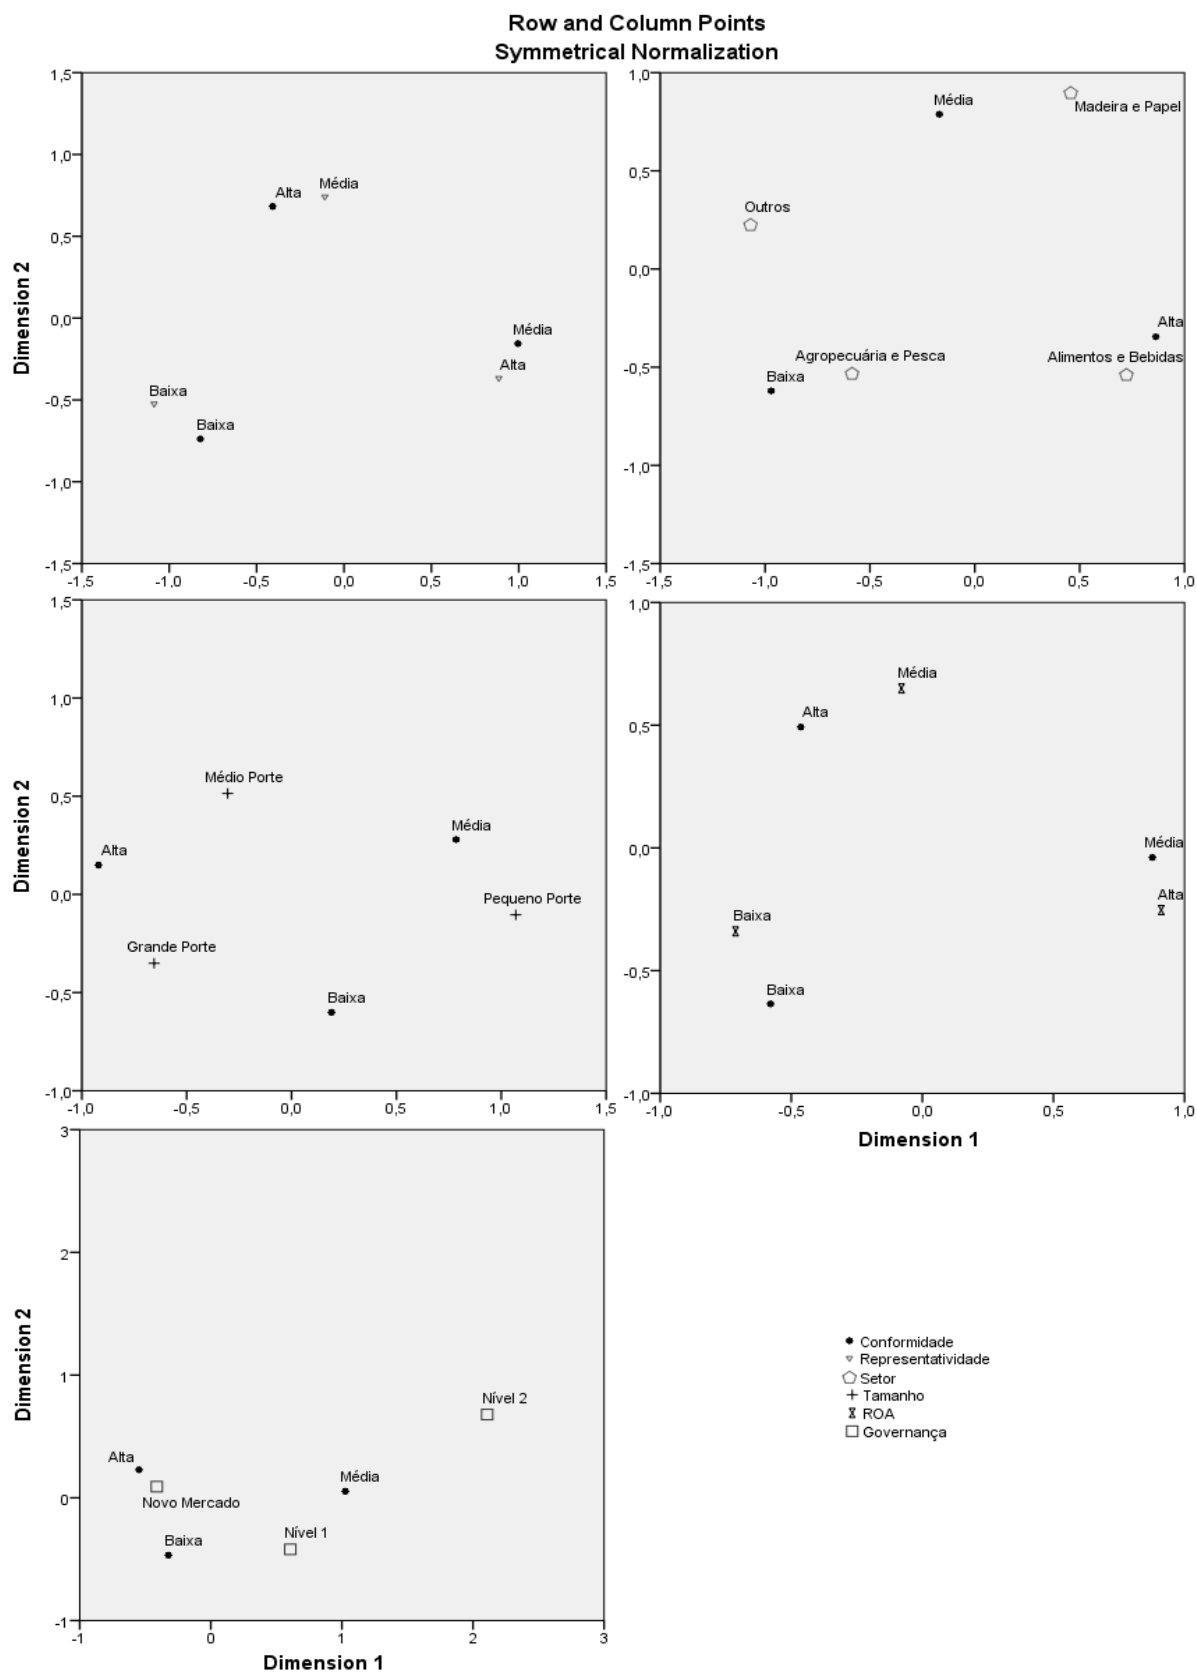 Row and Column Points
Symmetrical Normalization
Dimension 2
1,5
1,0
0,5
0,0
-0,5
-1,0
-1,5
Alta
Média
Média
Alta
Baixa
Baixa
-1,5 -1,0 -0,5 0,0 0,5 1,0 1,5
1,0
0,5
0,0
-0,5
-1,0
-1,5
Média
Madeira e Papel
Outros
Alta
Agropecuária e Pesca
Alimentos e Bebidas
Baixa
-1,5 -1,0 -0,5 0,0 0,5 1,0
Dimension 2
1,5
1,0
0,5
0,0
-0,5
-1,0
Médio Porte
Média
Alta
Pequeno Porte
Grande Porte
Baixa
-1,0 -0,5 0,0 0,5 1,0 1,5
1,0
0,5
0,0
-0,5
-1,0
Média
Alta
Média
Alta
Baixa
Baixa
-1,0 -0,5 0,0 0,5 1,0
Dimension 1
Dimension 2
3
2
1
0
-1
Nível 2
Alta
Média
Novo Mercado
Nível 1
Baixa
-1 0 1 2 3
Dimension 1
Conformidade
Representatividade
Setor
Tamanho
ROA
Governança